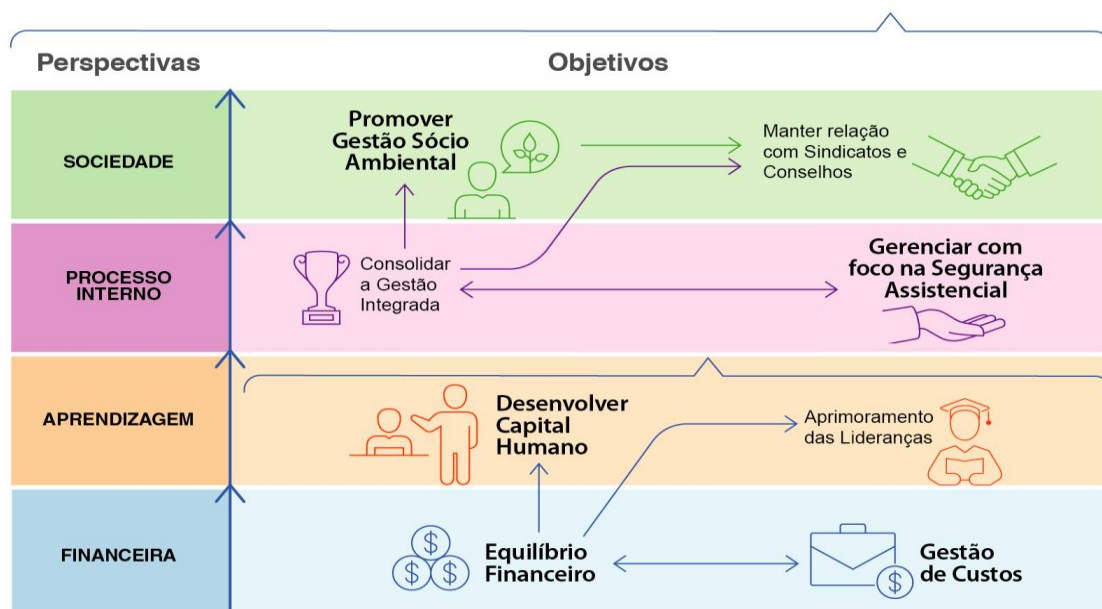 Perspectivas
Objetivos
SOCIEDADE
Promover
Gestão Sócio
Ambiental
Manter relação
com Sindicatos e
Conselhos
PROCESSO
INTERNO
Consolidar
a Gestão
Integrada
Gerenciar com
foco na Segurança
Assistencial
APRENDIZAGEM
Desenvolver
Capital
Humano
Aprimoramento
das Lideranças
FINANCEIRA
$
$
$
Equilíbrio
Financeiro
$
Gestão
de Custos